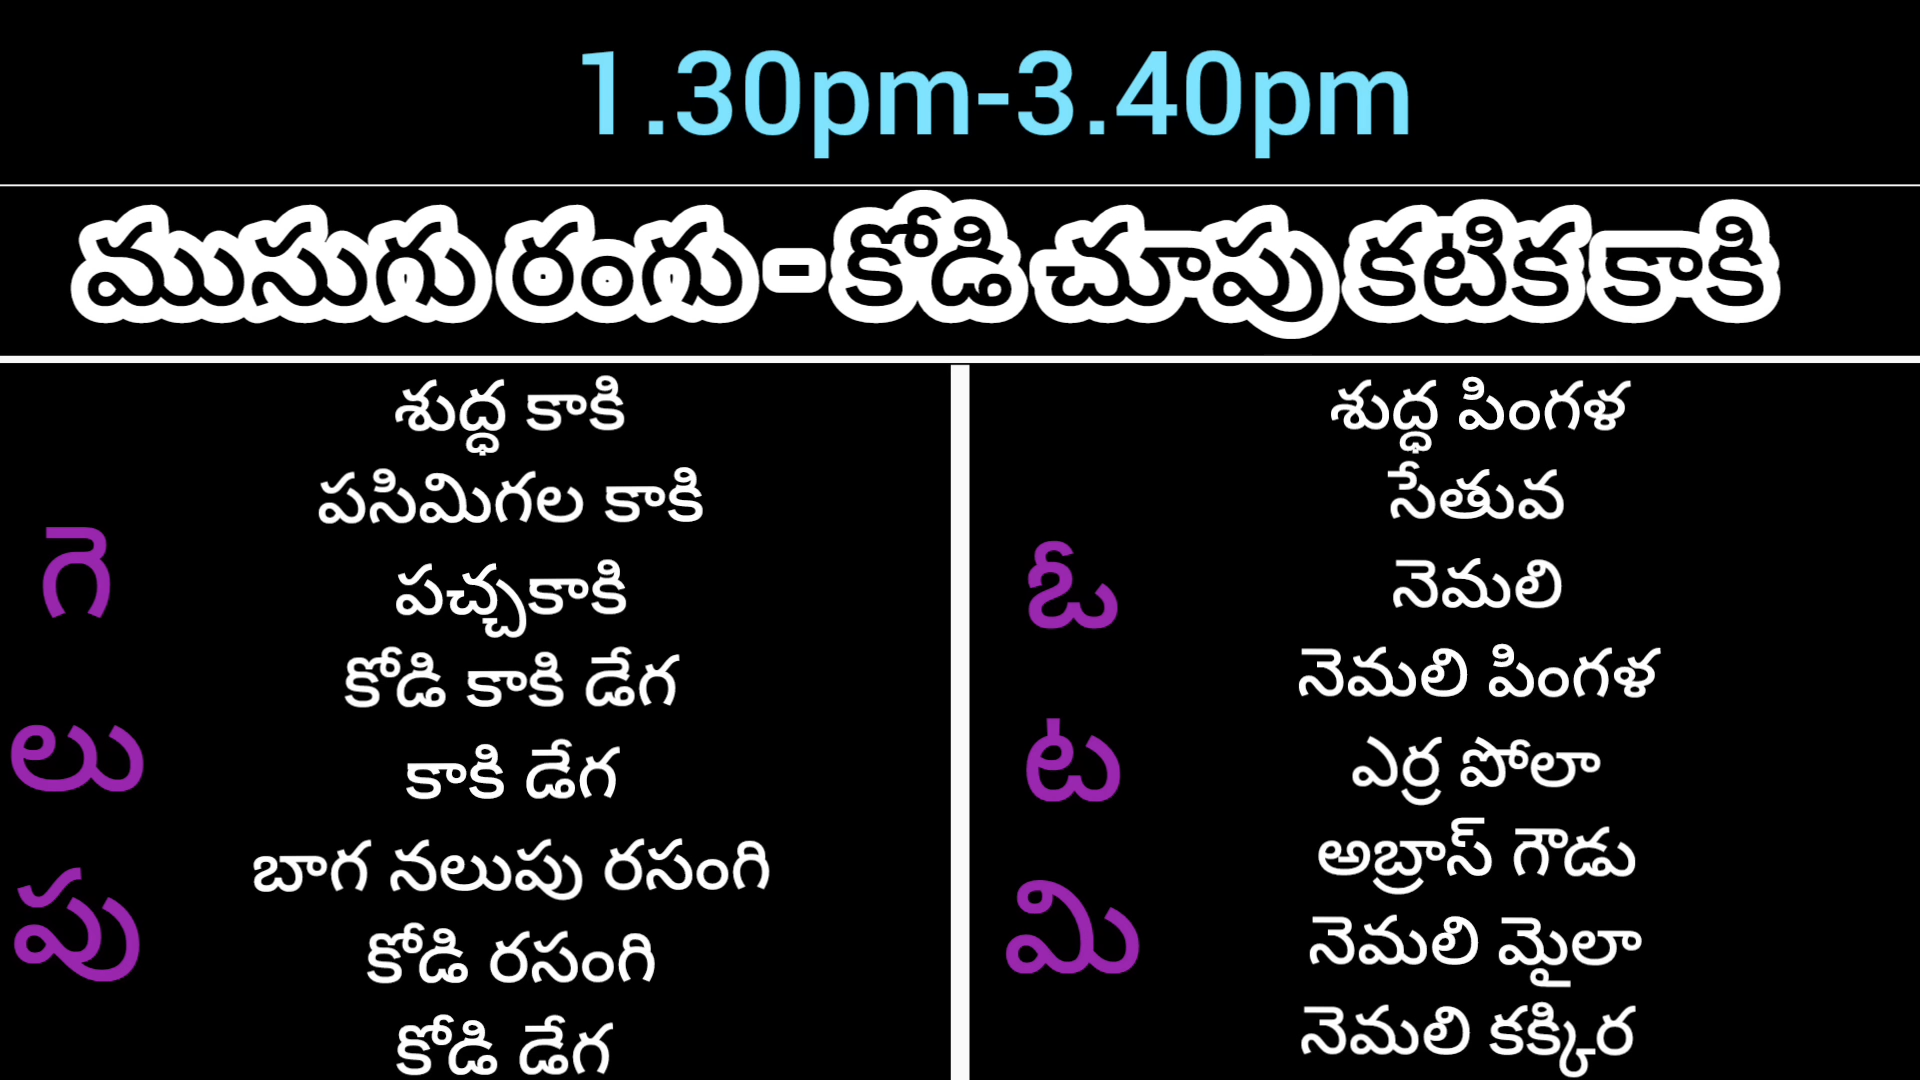 1.30pm-3.40pm
ముసుగు రంగు - కోడి చూపు కటిక కాకి
గెలుపు
శుద్ధ కాకి
పసిమిగల కాకి
పచ్చకాకి
కోడి కాకి డేగ
కాకి డేగ
బాగ నలుపు రసంగి
కోడి రసంగి
కోడి డేగ
ఓటమి
శుద్ధ పింగళ
సేతువ
నెమలి
నెమలి పింగళ
ఎర్ర పోలా
అబ్రాస్ గౌడు
నెమలి మైలా
నెమలి కక్కిర